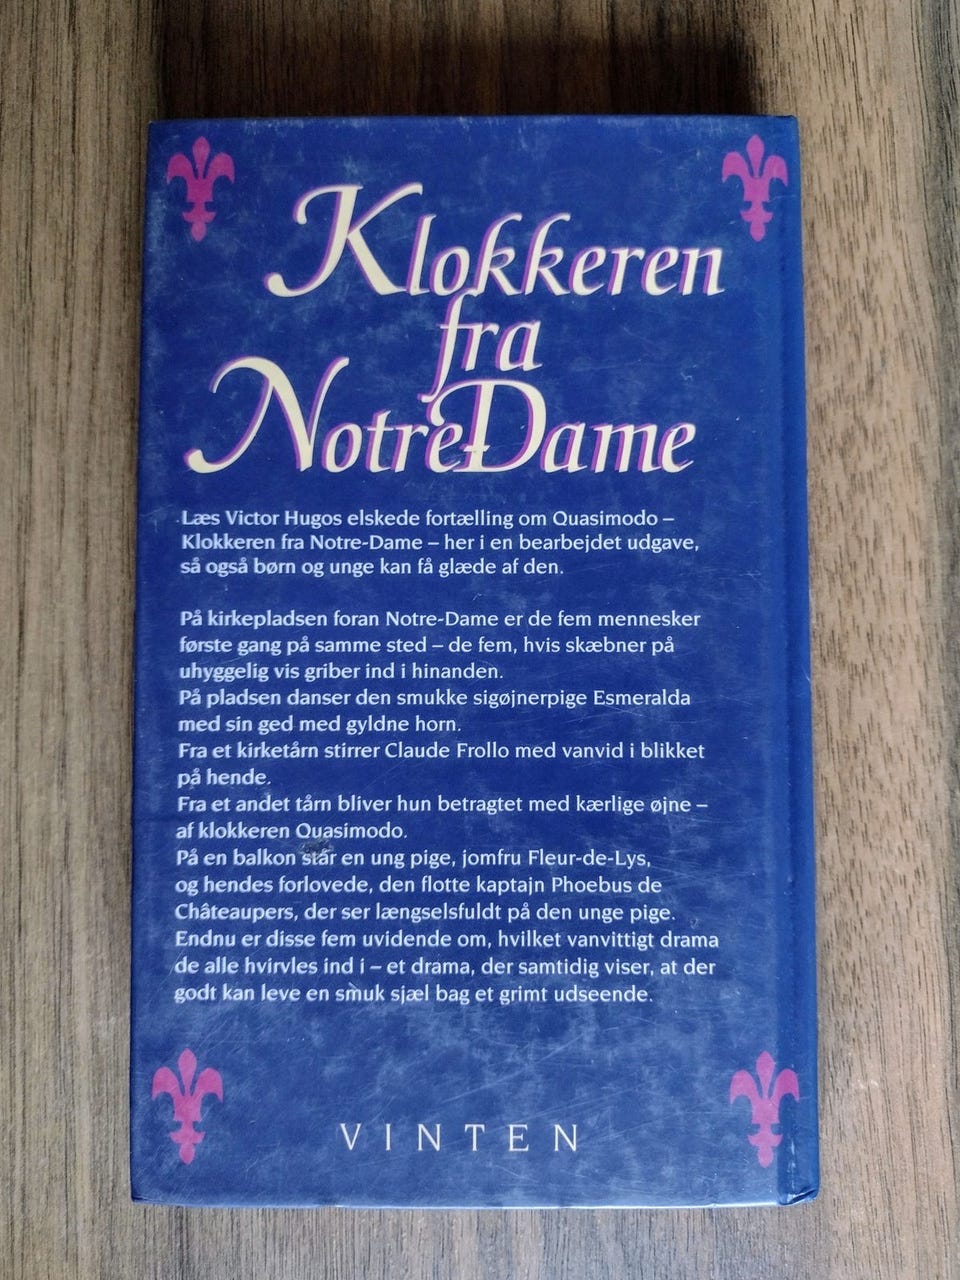 Klokkeren
fra
Notre Dame
Læs Victor Hugos elskede fortælling om Quasimodo –
Klokkeren fra Notre-Dame – her i en bearbejdet udgave,
så også børn og unge kan få glæde af den.
På kirkepladsen foran Notre-Dame er de fem mennesker
første gang på samme sted – de fem, hvis skæbner på
uhyggelig vis griber ind i hinanden.
På pladsen danser den smukke sigøjnerpige Esmeralda
med sin ged med gyldne horn.
Fra et kirketårn stirrer Claude Frollo med vanvid i blikket
på hende.
Fra et andet tårn bliver hun betragtet med kærlige øjne –
af klokkeren Quasimodo.
På en balkon står en ung pige, jomfru Fleur-de-Lys,
og hendes forlovede, den flotte kaptajn Phoebus de
Châteaupers, der ser længselsfuldt på den unge pige.
Endnu er disse fem uvidende om, hvilket vanvittigt drama
de alle hvirvles ind i – et drama, der samtidig viser, at der
godt kan leve en smuk sjæl bag et grimt udseende.
VINTEN